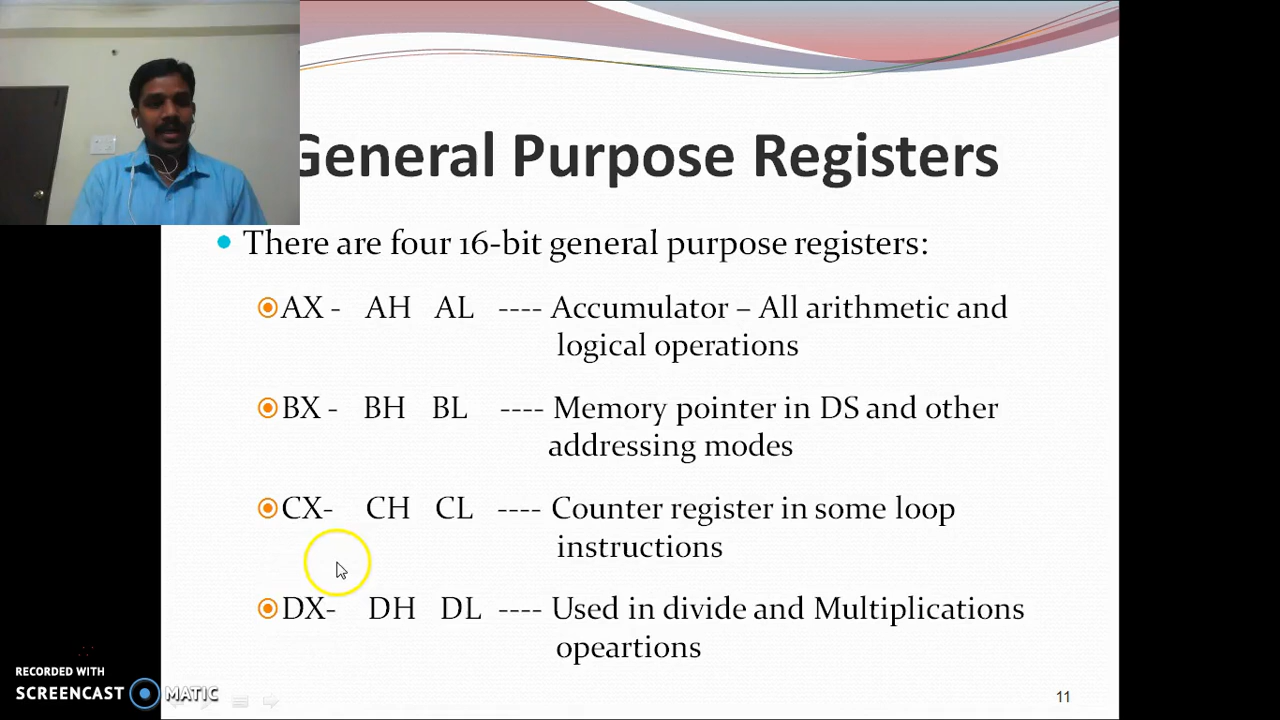 General Purpose Registers
There are four 16-bit general purpose registers:
AX - AH AL ---- Accumulator – All arithmetic and
logical operations
BX - BH BL ---- Memory pointer in DS and other
addressing modes
CX- CH CL ---- Counter register in some loop
instructions
DX- DH DL ---- Used in divide and Multiplications
opeartions
RECORDED WITH
SCREENCAST MATIC
11